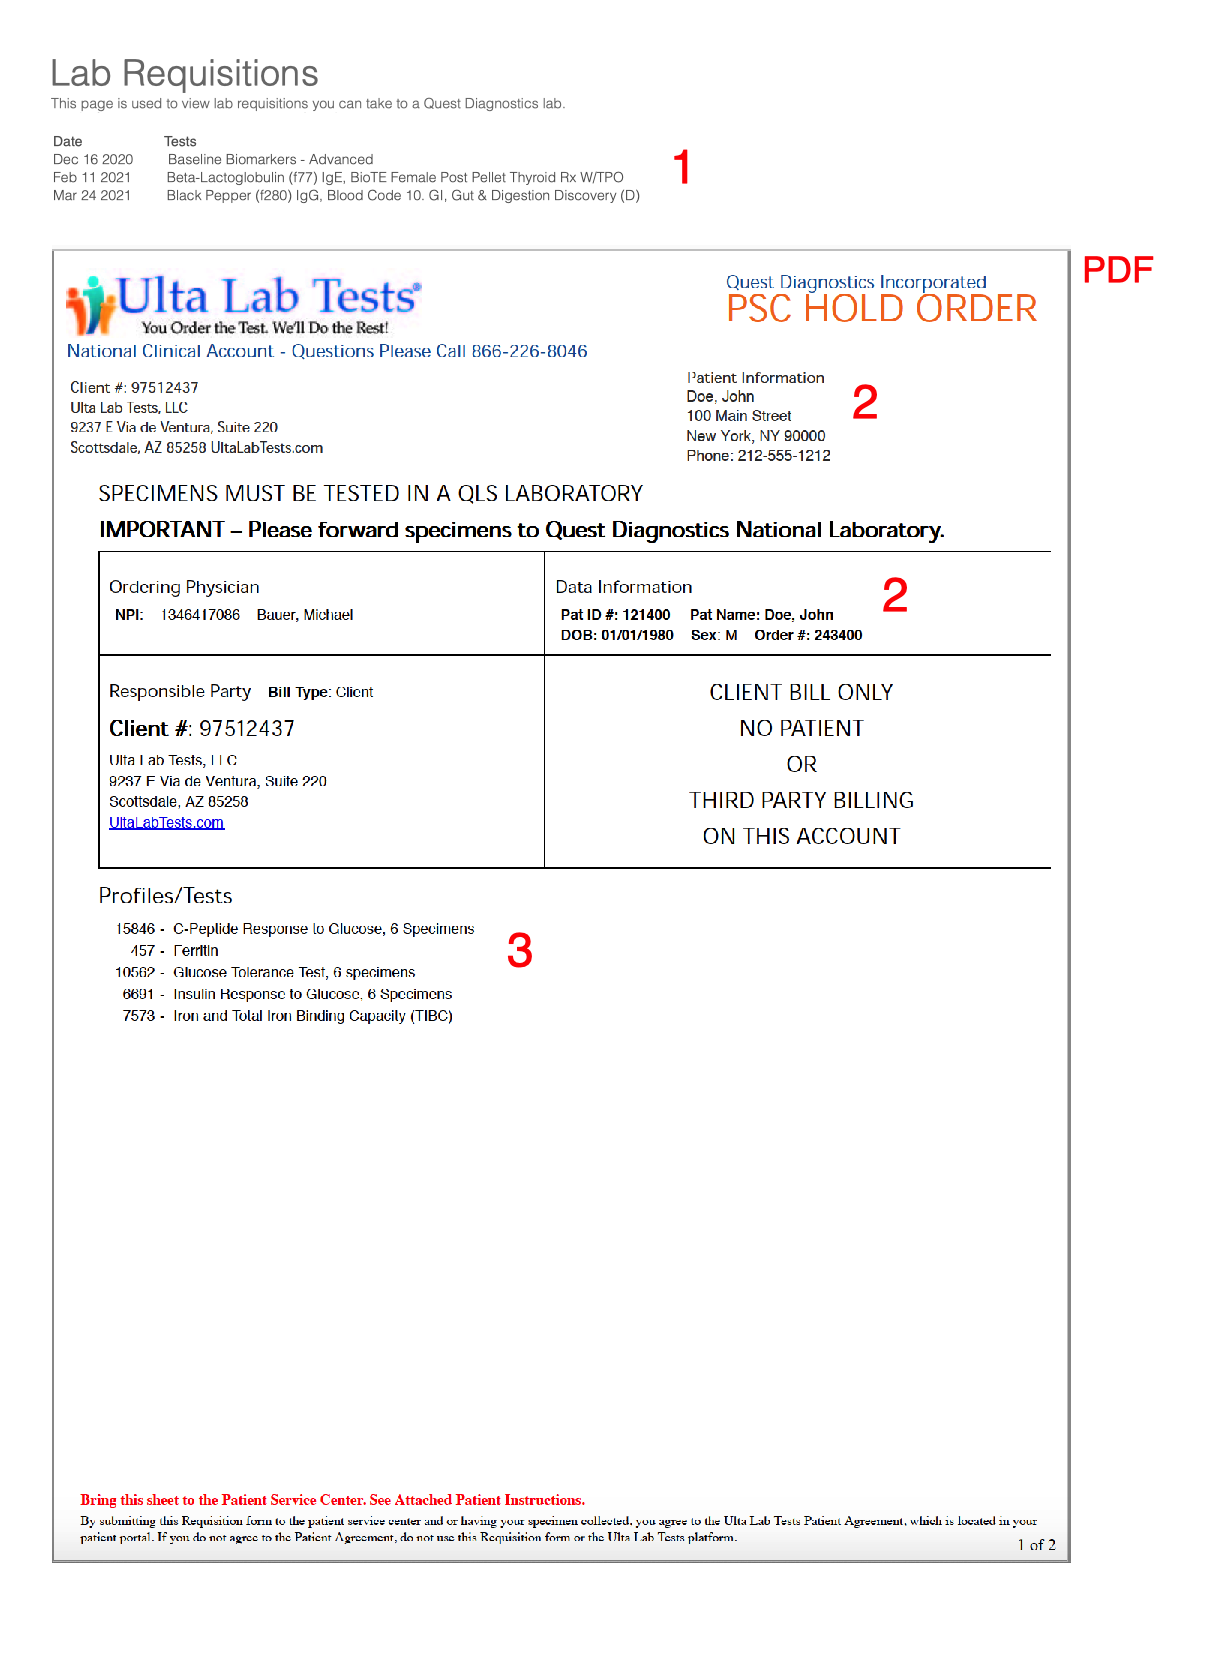 Lab Requisitions
This page is used to view lab requisitions you can take to a Quest Diagnostics lab.
Date Tests
Dec 16 2020 Baseline Biomarkers - Advanced
Feb 11 2021 Beta-Lactoglobulin (f77) IgE, BioTE Female Post Pellet Thyroid Rx W/TPO
Mar 24 2021 Black Pepper (f280) IgG, Blood Code 10. GI, Gut & Digestion Discovery (D)
1
PDF
Ulta Lab Tests®
You Order the Test. We'll Do the Rest!
National Clinical Account - Questions Please Call 866-226-8046
Quest Diagnostics Incorporated
PSC HOLD ORDER
Client #: 97512437
Ulta Lab Tests, LLC
9237 E Via de Ventura, Suite 220
Scottsdale, AZ 85258 UltaLabTests.com
Patient Information
Doe, John
100 Main Street
New York, NY 90000
Phone: 212-555-1212
2
SPECIMENS MUST BE TESTED IN A QLS LABORATORY
IMPORTANT – Please forward specimens to Quest Diagnostics National Laboratory.
Ordering Physician
NPI: 1346417086 Bauer, Michael
Data Information
Pat ID #: 121400 Pat Name: Doe, John
DOB: 01/01/1980 Sex: M Order #: 243400
2
Responsible Party Bill Type: Client
Client #: 97512437
Ulta Lab Tests, LLC
9237 E Via de Ventura, Suite 220
Scottsdale, AZ 85258
UltaLabTests.com
CLIENT BILL ONLY
NO PATIENT
OR
THIRD PARTY BILLING
ON THIS ACCOUNT
Profiles/Tests
15846 - C-Peptide Response to Glucose, 6 Specimens
457 - Ferritin
10562 - Glucose Tolerance Test, 6 specimens
6691 - Insulin Response to Glucose, 6 Specimens
7573 - Iron and Total Iron Binding Capacity (TIBC)
3
Bring this sheet to the Patient Service Center. See Attached Patient Instructions.
By submitting this Requisition form to the patient service center and or having your specimen collected, you agree to the Ulta Lab Tests Patient Agreement, which is located in your
patient portal. If you do not agree to the Patient Agreement, do not use this Requisition form or the Ulta Lab Tests platform.
1 of 2